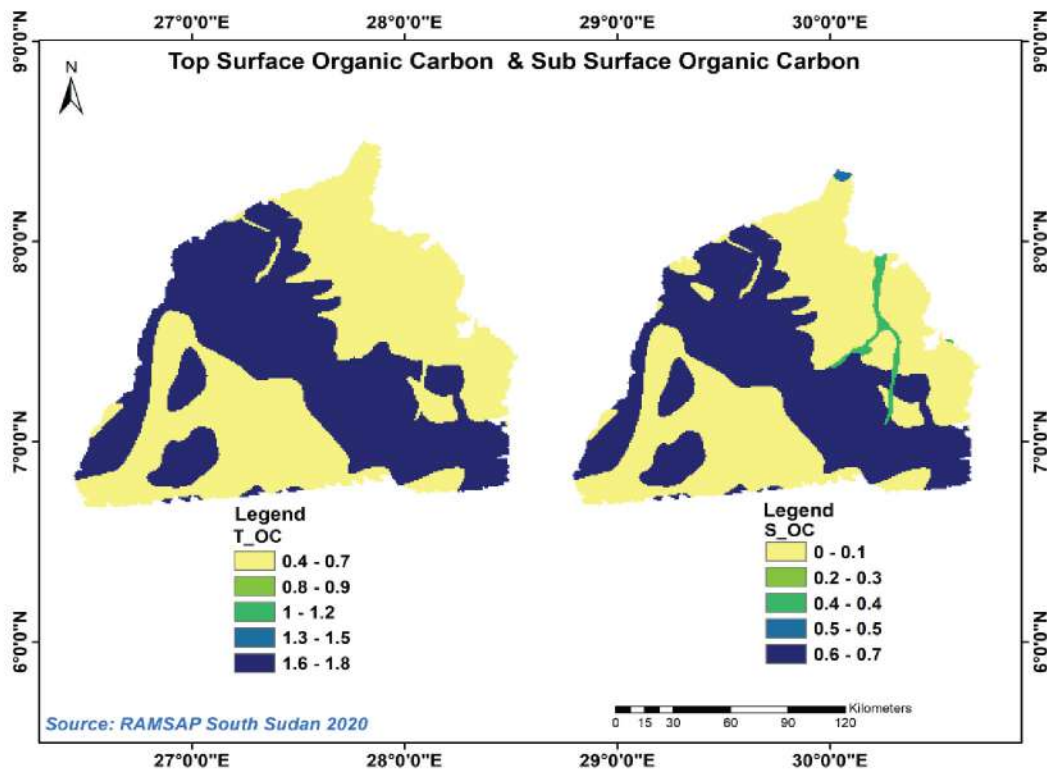 27°0'0"E 28°0'0"E 29°0'0"E 30°0'0"E
9°0'0"N
9°0'0"N
N
Top Surface Organic Carbon & Sub Surface Organic Carbon
8°0'0"N
8°0'0"N
7°0'0"N
7°0'0"N
6°0'0"N
6°0'0"N
Legend
T_OC
0.4 - 0.7
0.8 - 0.9
1 - 1.2
1.3 - 1.5
1.6 - 1.8
Legend
S_OC
0 - 0.1
0.2 - 0.3
0.4 - 0.4
0.5 - 0.5
0.6 - 0.7
Source: RAMSAP South Sudan 2020
Kilometers
0 15 30 60 90 120
27°0'0"E 28°0'0"E 29°0'0"E 30°0'0"E